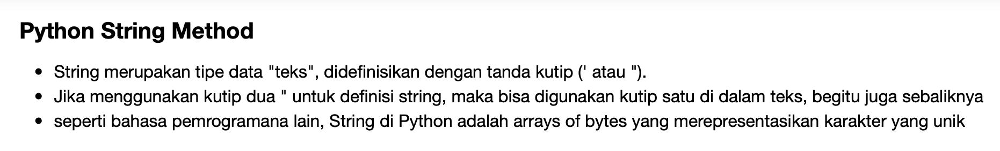 Python String Method
• String merupakan tipe data "teks", didefinisikan dengan tanda kutip (' atau ").
• Jika menggunakan kutip dua " untuk definisi string, maka bisa digunakan kutip satu di dalam teks, begitu juga sebaliknya
• seperti bahasa pemrogramana lain, String di Python adalah arrays of bytes yang merepresentasikan karakter yang unik